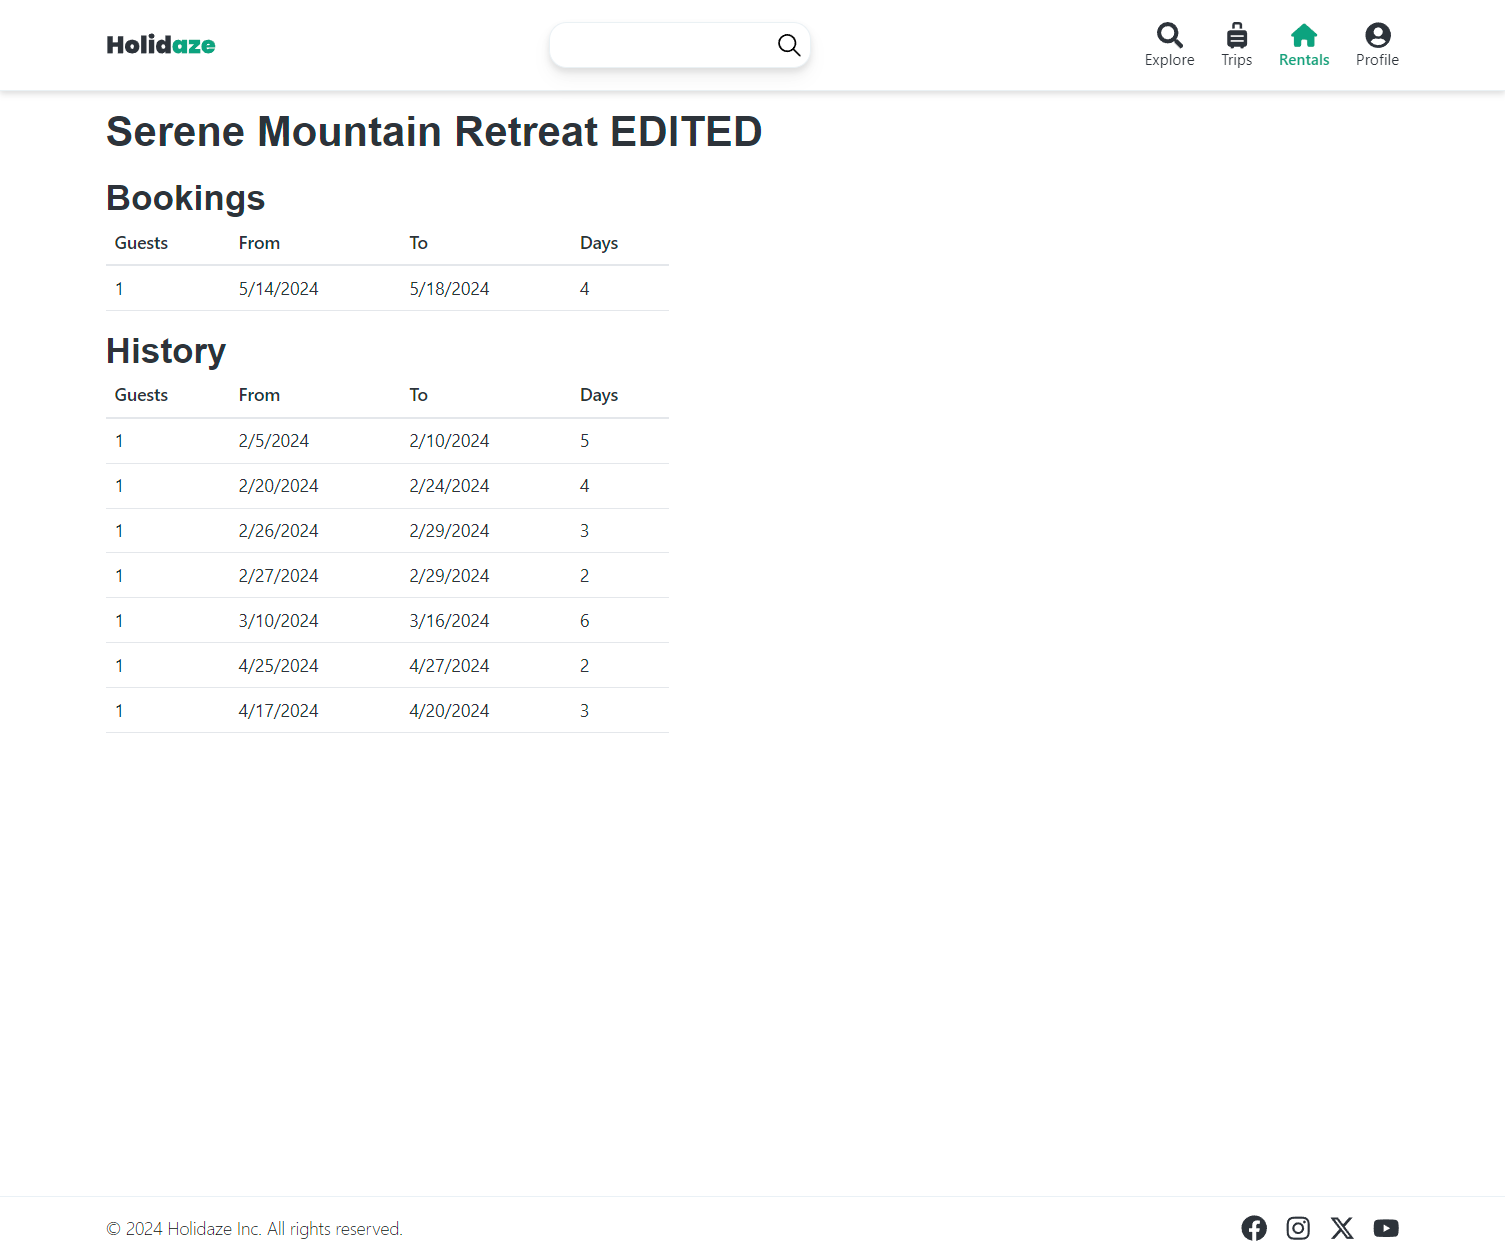 Holidaze
Explore Trips Rentals Profile
Serene Mountain Retreat EDITED
Bookings
Guests From To Days
1 5/14/2024 5/18/2024 4
History
Guests From To Days
1 2/5/2024 2/10/2024 5
1 2/20/2024 2/24/2024 4
1 2/26/2024 2/29/2024 3
1 2/27/2024 2/29/2024 2
1 3/10/2024 3/16/2024 6
1 4/25/2024 4/27/2024 2
1 4/17/2024 4/20/2024 3
© 2024 Holidaze Inc. All rights reserved.